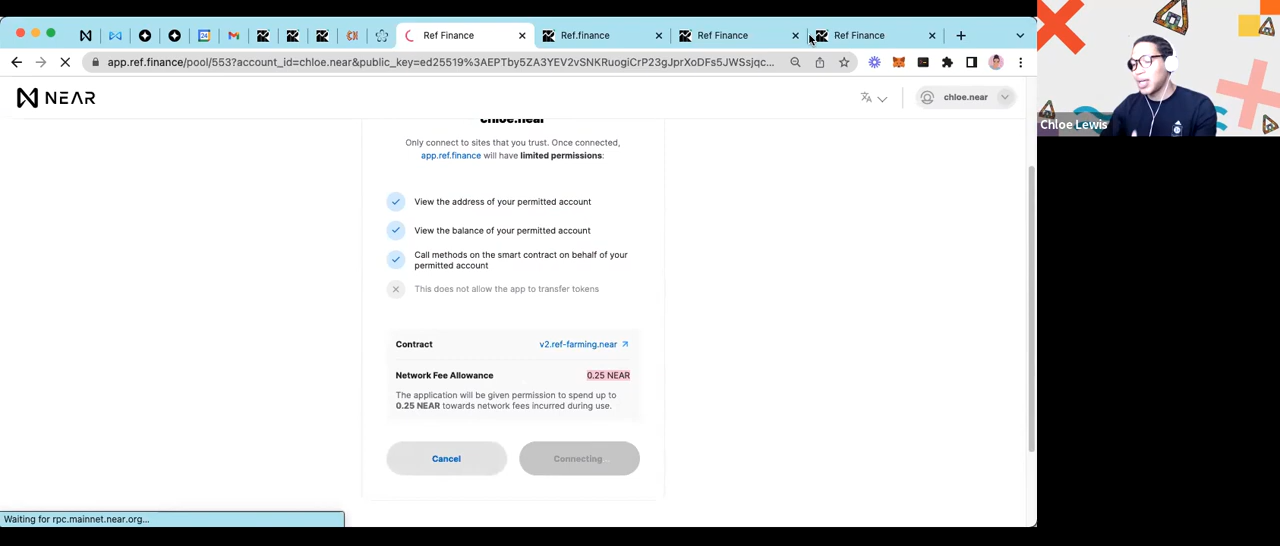 Ref Finance
Ref.finance
Ref Finance
Ref Finance
app.ref.finance/pool/553?account_id=chloe.near&public_key=ed25519%3AEPTby5ZA3YEV2vSNKRuogiCrP23gJprXoDFs5JWSsjqc...
NEAR
chloe.near
chloe.near
Only connect to sites that you trust. Once connected,
app.ref.finance will have limited permissions:
View the address of your permitted account
View the balance of your permitted account
Call methods on the smart contract on behalf of your
permitted account
This does not allow the app to transfer tokens
Contract
v2.ref-farming.near
Network Fee Allowance
0.25 NEAR
The application will be given permission to spend up to
0.25 NEAR towards network fees incurred during use.
Cancel
Connecting...
Waiting for rpc.mainnet.near.org...
Chloe Lewis